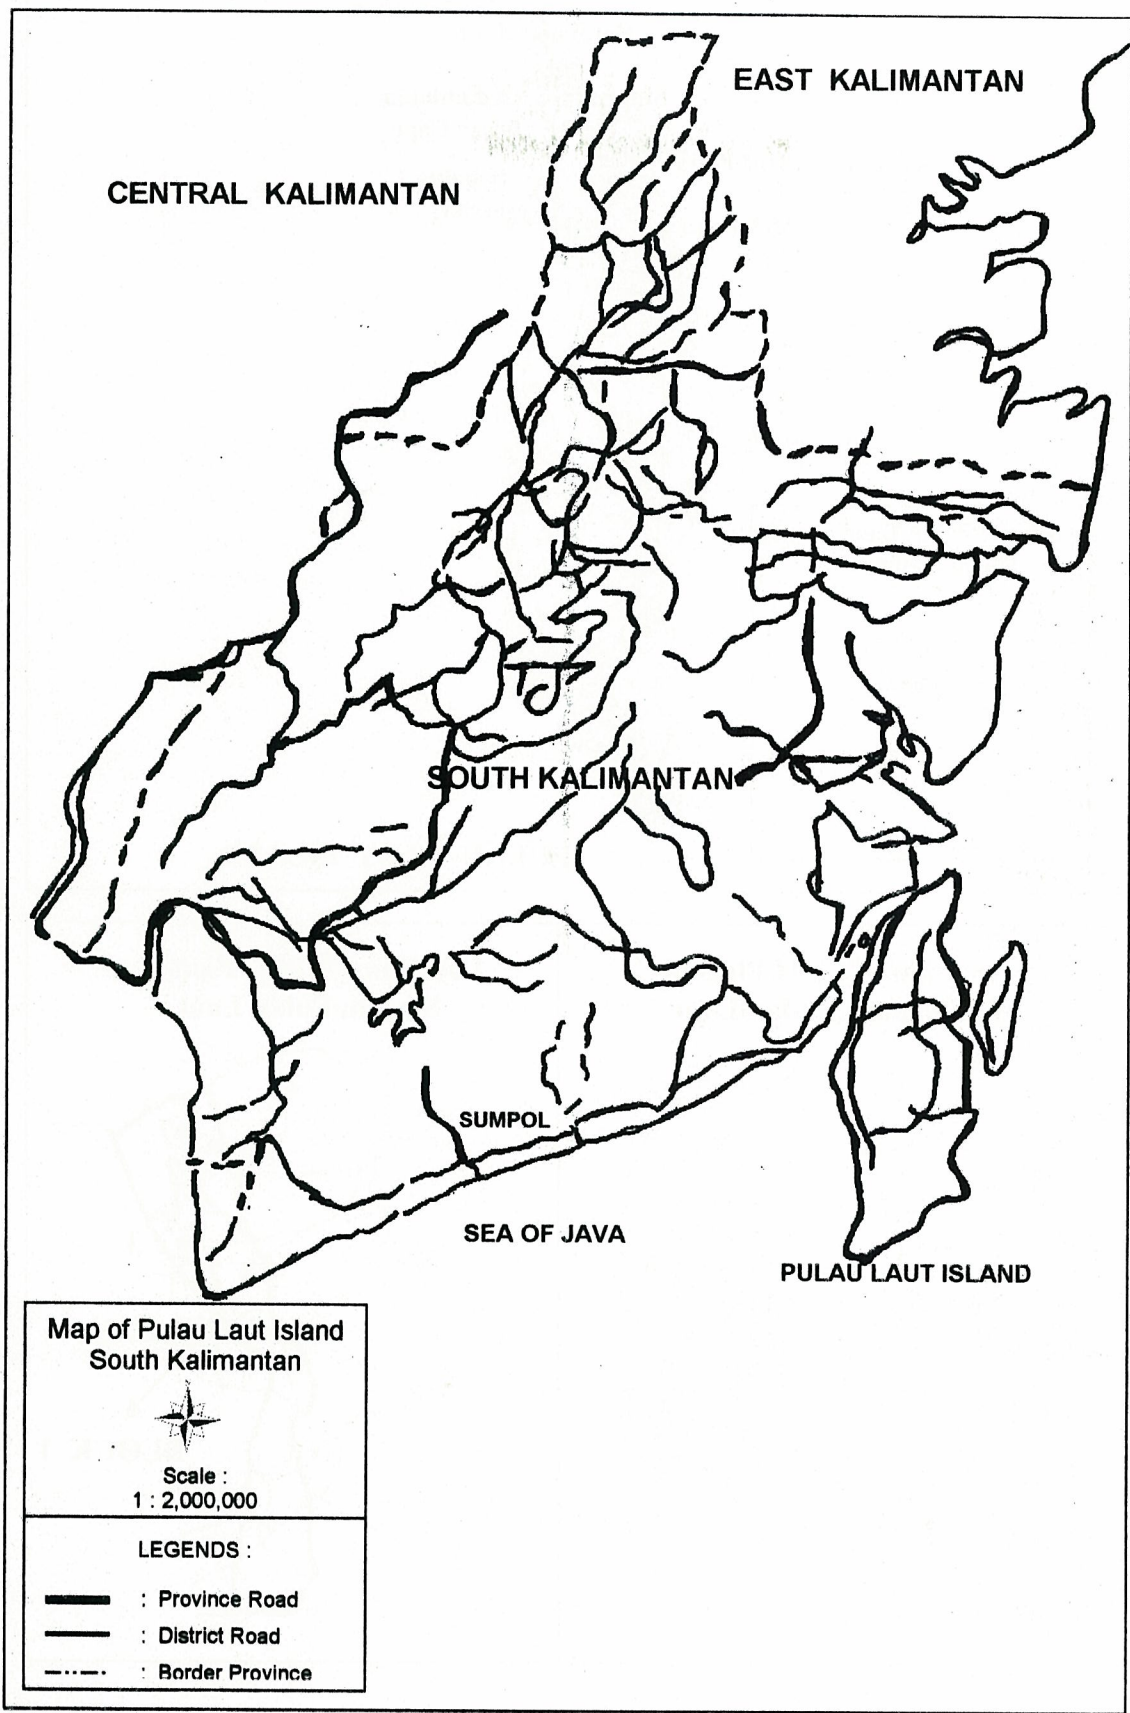 EAST KALIMANTAN
CENTRAL KALIMANTAN
SOUTH KALIMANTAN
SUMPOL
SEA OF JAVA
PULAU LAUT ISLAND
Map of Pulau Laut Island
South Kalimantan
Scale :
1 : 2,000,000
LEGENDS :
: Province Road
: District Road
: Border Province